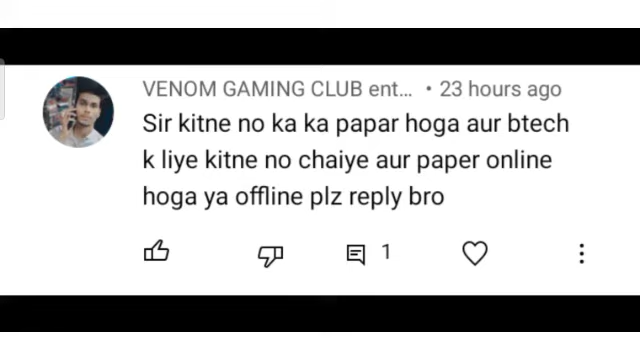 VENOM GAMING CLUB ent... • 23 hours ago
Sir kitne no ka ka papar hoga aur btech
k liye kitne no chaiye aur paper online
hoga ya offline plz reply bro
1